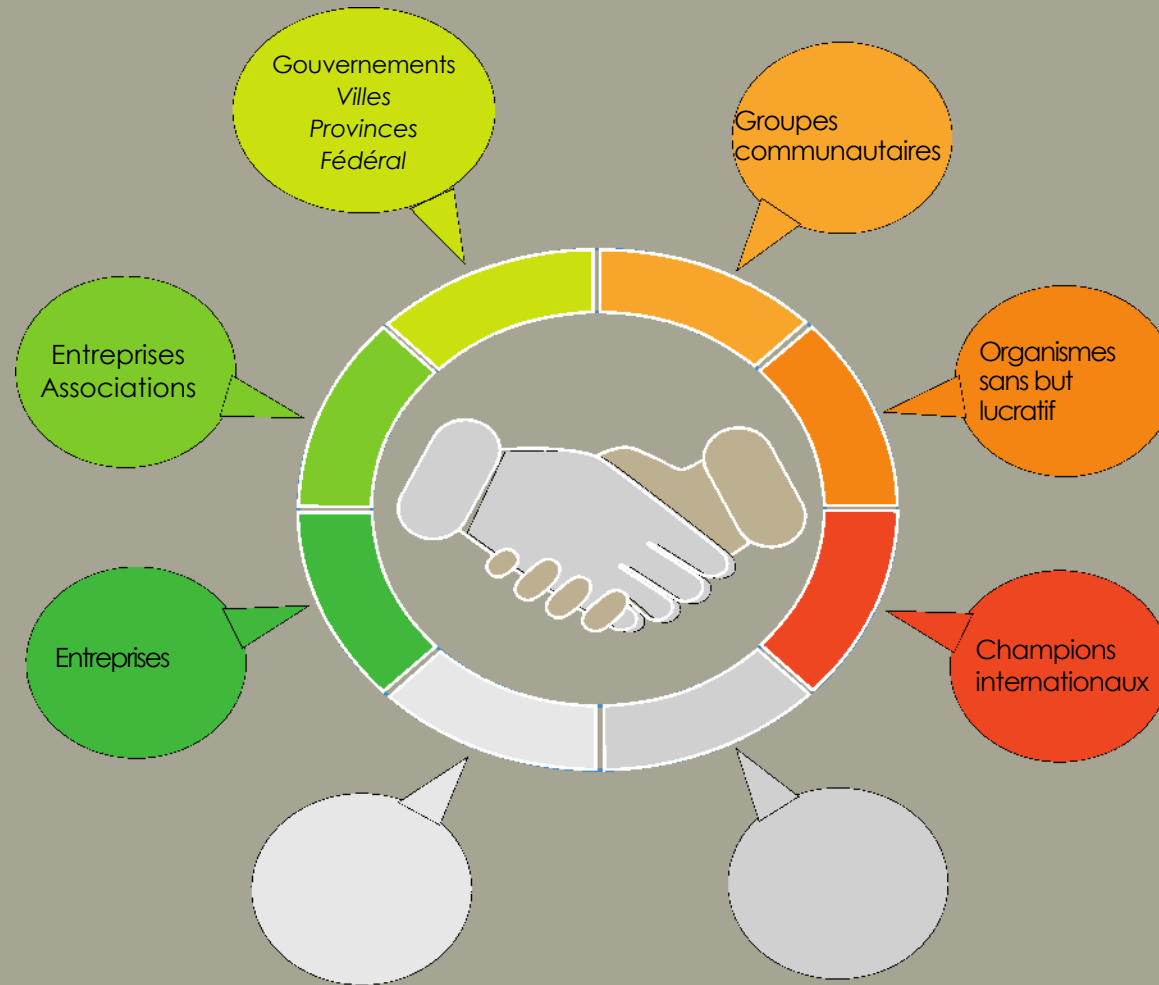 Gouvernements
Villes
Provinces
Fédéral
Groupes
communautaires
Entreprises
Associations
Organismes
sans but
lucratif
Entreprises
Champions
internationaux